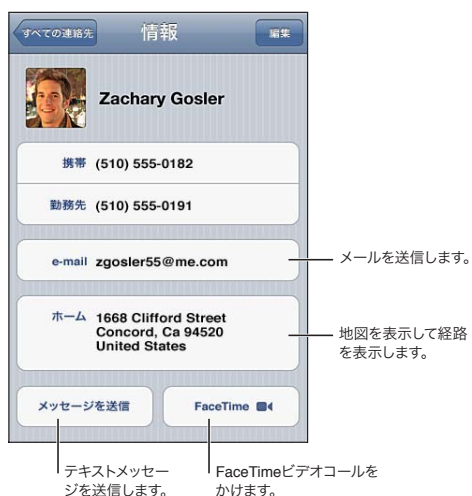 すべての連絡先
情報
編集
Zachary Gosler
携帯 (510) 555-0182
勤務先 (510) 555-0191
e-mail zgosler55@me.com
メールを送信します。
ホーム 1668 Clifford Street
Concord, Ca 94520
United States
地図を表示して経路
を表示します。
メッセージを送信
FaceTime
テキストメッセー
ジを送信します。
FaceTimeビデオコールを
かけます。